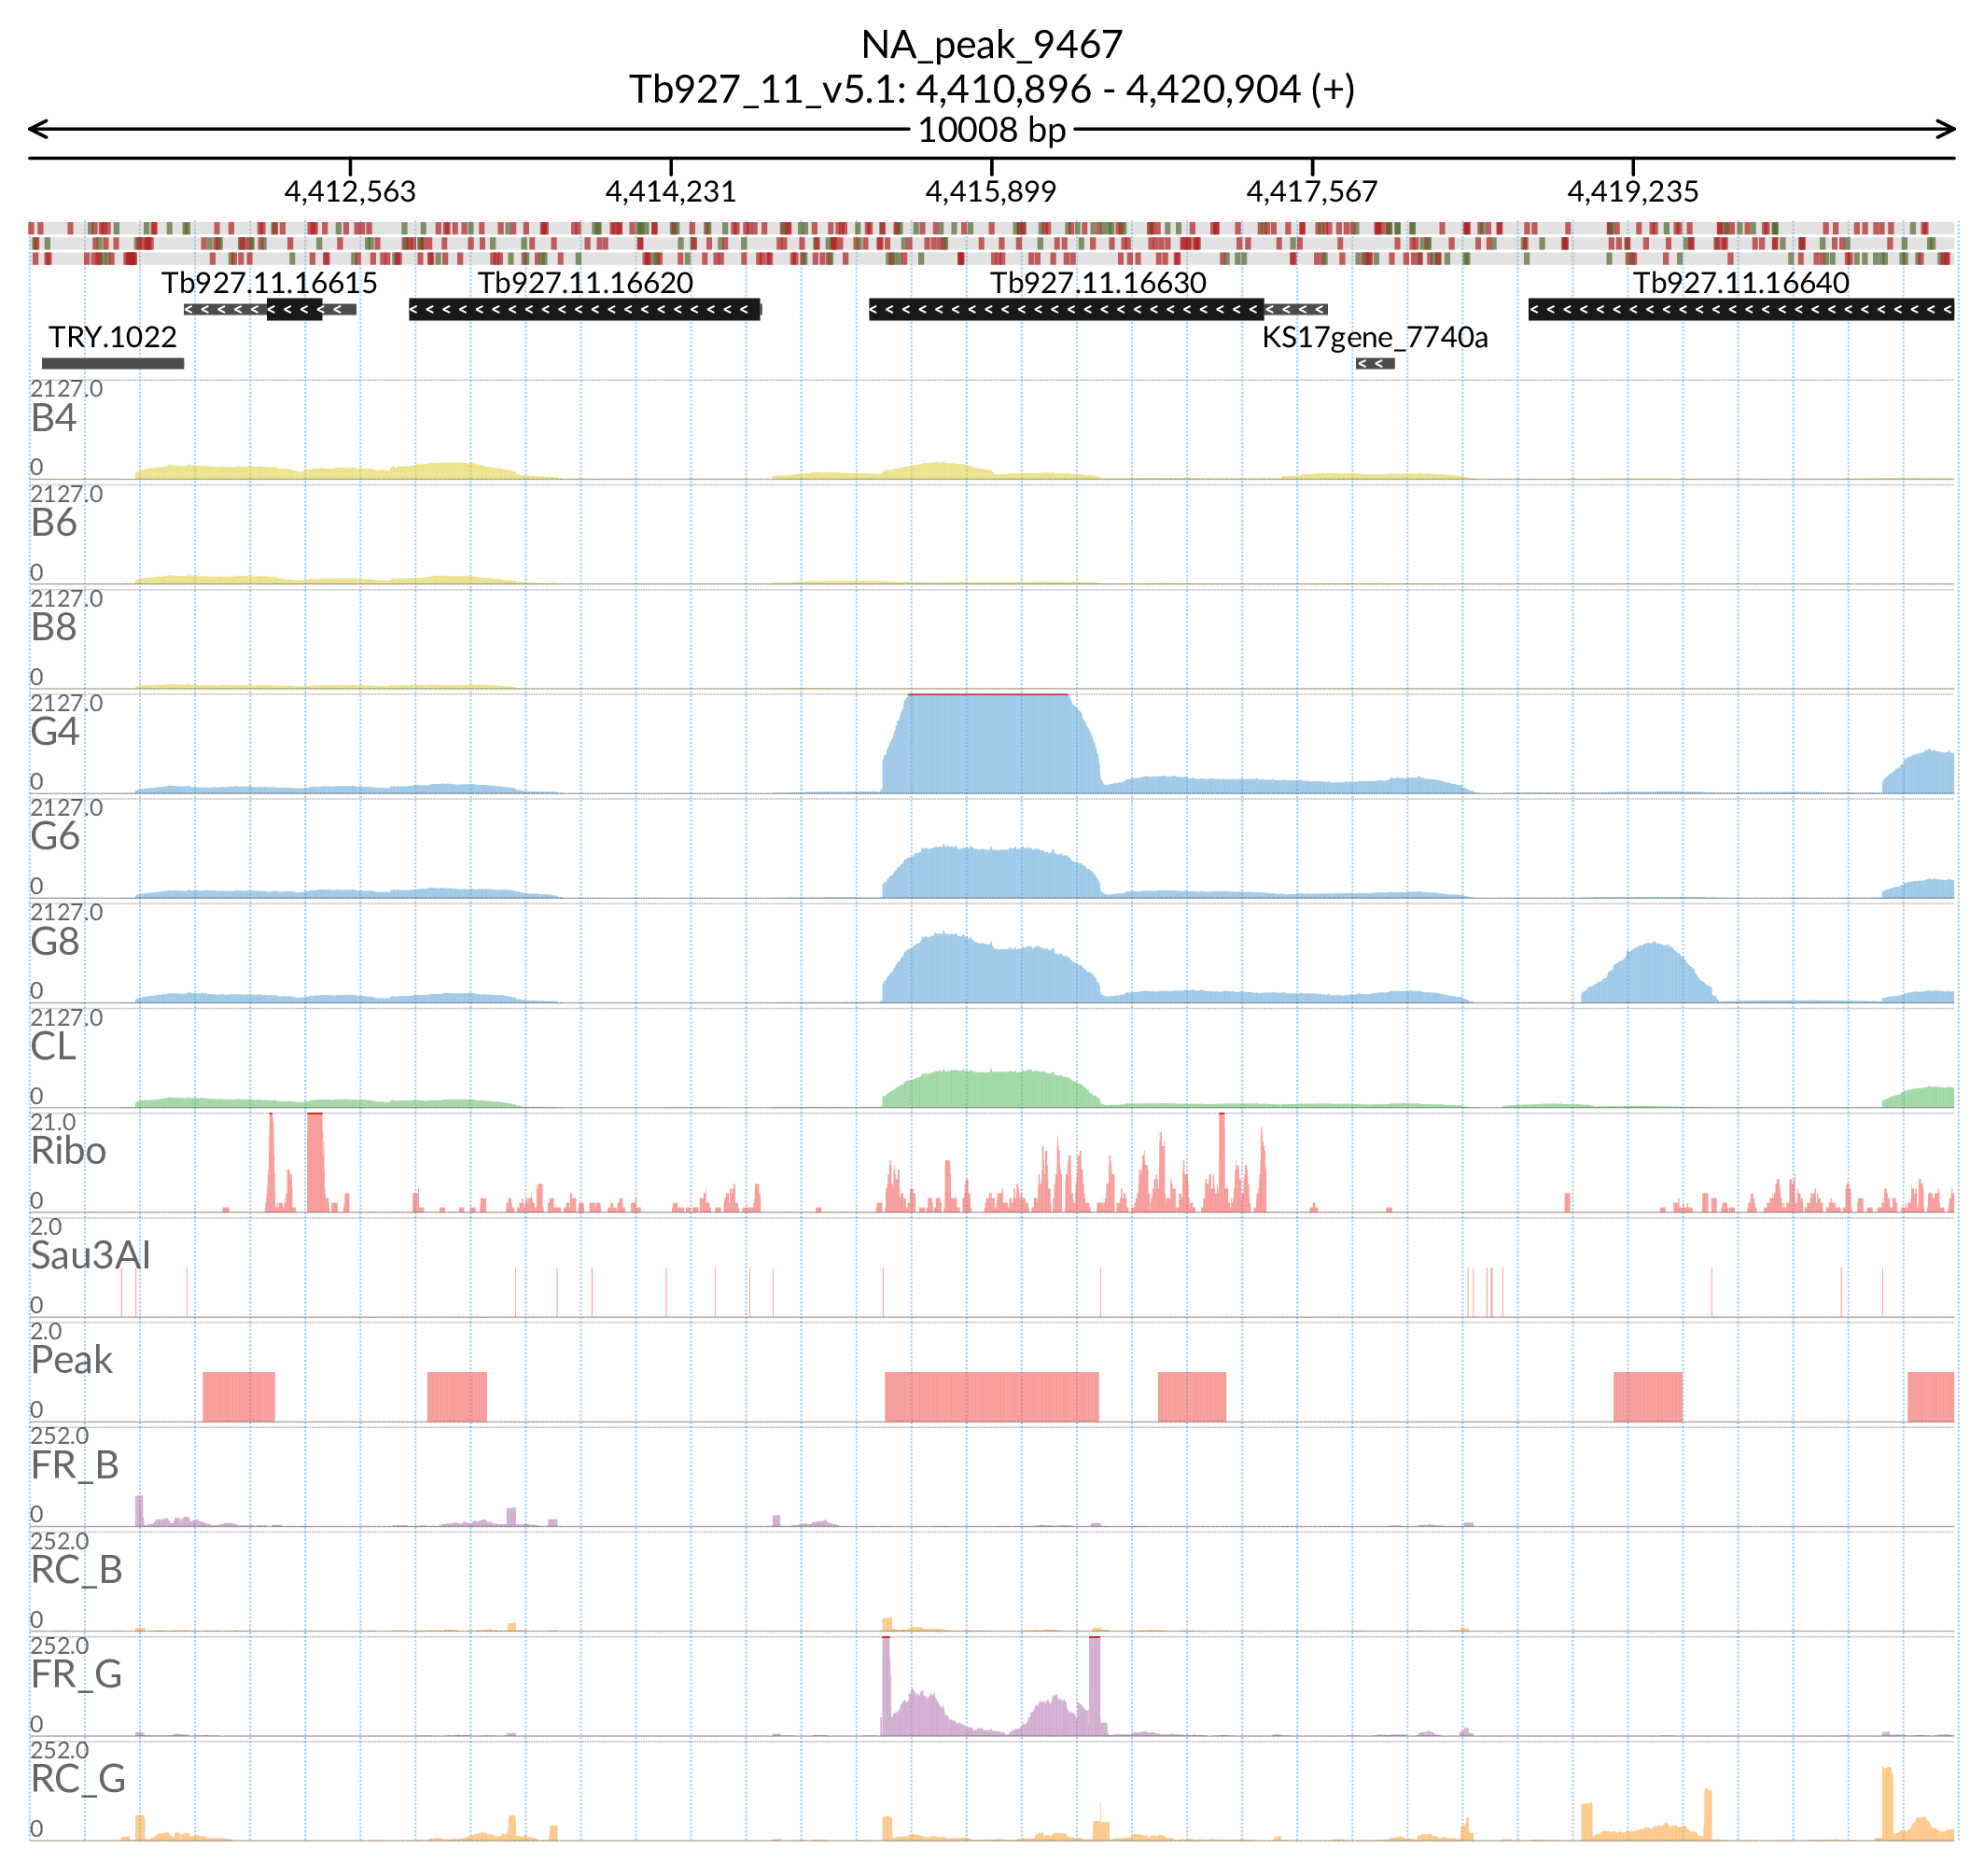 NA_peak_9467
Tb927_11_v5.1: 4,410,896 - 4,420,904 (+)
10008 bp
4,412,563 4,414,231 4,415,899 4,417,567 4,419,235
Tb927.11.16615 Tb927.11.16620 Tb927.11.16630 Tb927.11.16640
TRY.1022 KS17gene_7740a
2127.0
B4
0
2127.0
B6
0
2127.0
B8
0
2127.0
G4
0
2127.0
G6
0
2127.0
G8
0
2127.0
CL
0
21.0
Ribo
0
2.0
Sau3AI
0
2.0
Peak
0
252.0
FR_B
0
252.0
RC_B
0
252.0
FR_G
0
252.0
RC_G
0